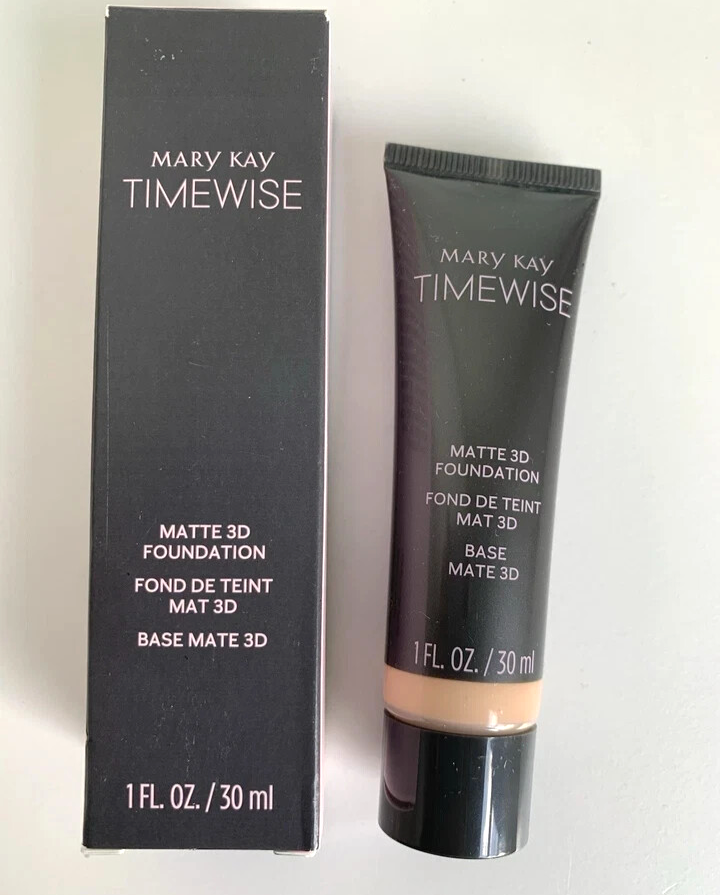 MARY KAY
TIMEWISE
MATTE 3D
FOUNDATION
FOND DE TEINT
MAT 3D
BASE MATE 3D
1 FL. OZ. / 30 ml
MARY KAY
TIMEWISE
MATTE 3D
FOUNDATION
FOND DE TEINT
MAT 3D
BASE
MATE 3D
1 FL. OZ. / 30 ml